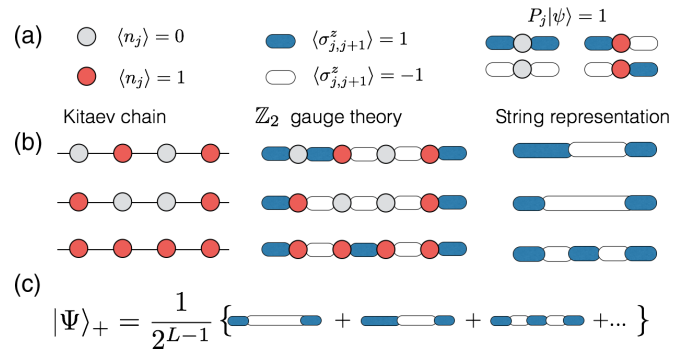 (a)
⟨n_j⟩ = 0
⟨σ^z_{j,j+1}⟩ = 1
P_j|ψ⟩ = 1
⟨n_j⟩ = 1
⟨σ^z_{j,j+1}⟩ = −1
Kitaev chain
ℤ₂ gauge theory
String representation
(b)
(c)
|Ψ⟩₊ = \frac{1}{2^{L−1}} { + + +... }